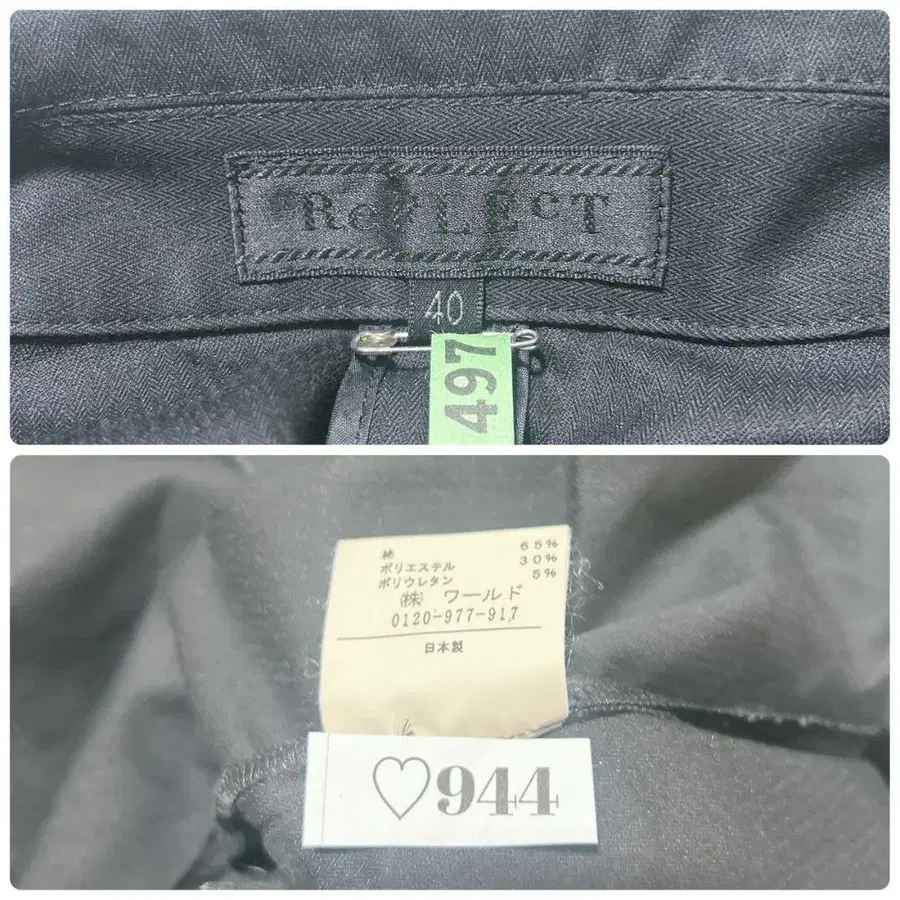 ReFLEcT
40
497
綿 65%
ポリエステル 30%
ポリウレタン 5%
(株) ワールド
0120-977-917
日本製
♡944